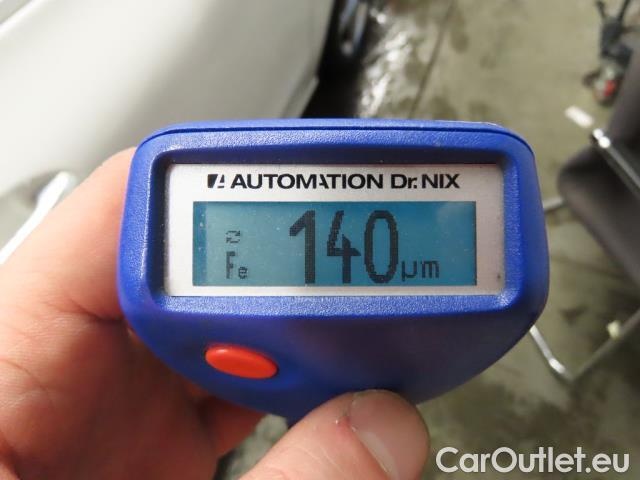 AUTOMATION Dr. NIX
Fe 140 µm
CarOutlet.eu